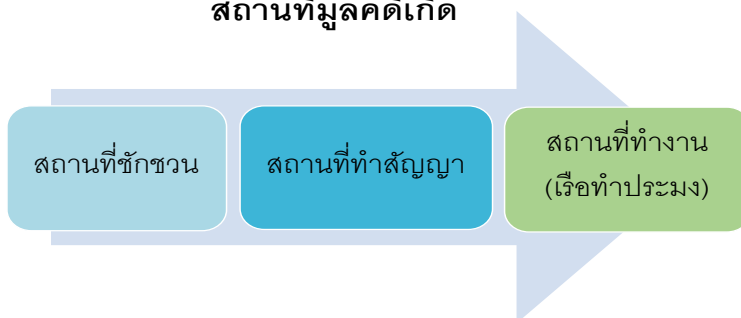 สถานที่มูลคดีเกิด
สถานที่ชักชวน
สถานที่ทำสัญญา
สถานที่ทำงาน
(เรือทำประมง)